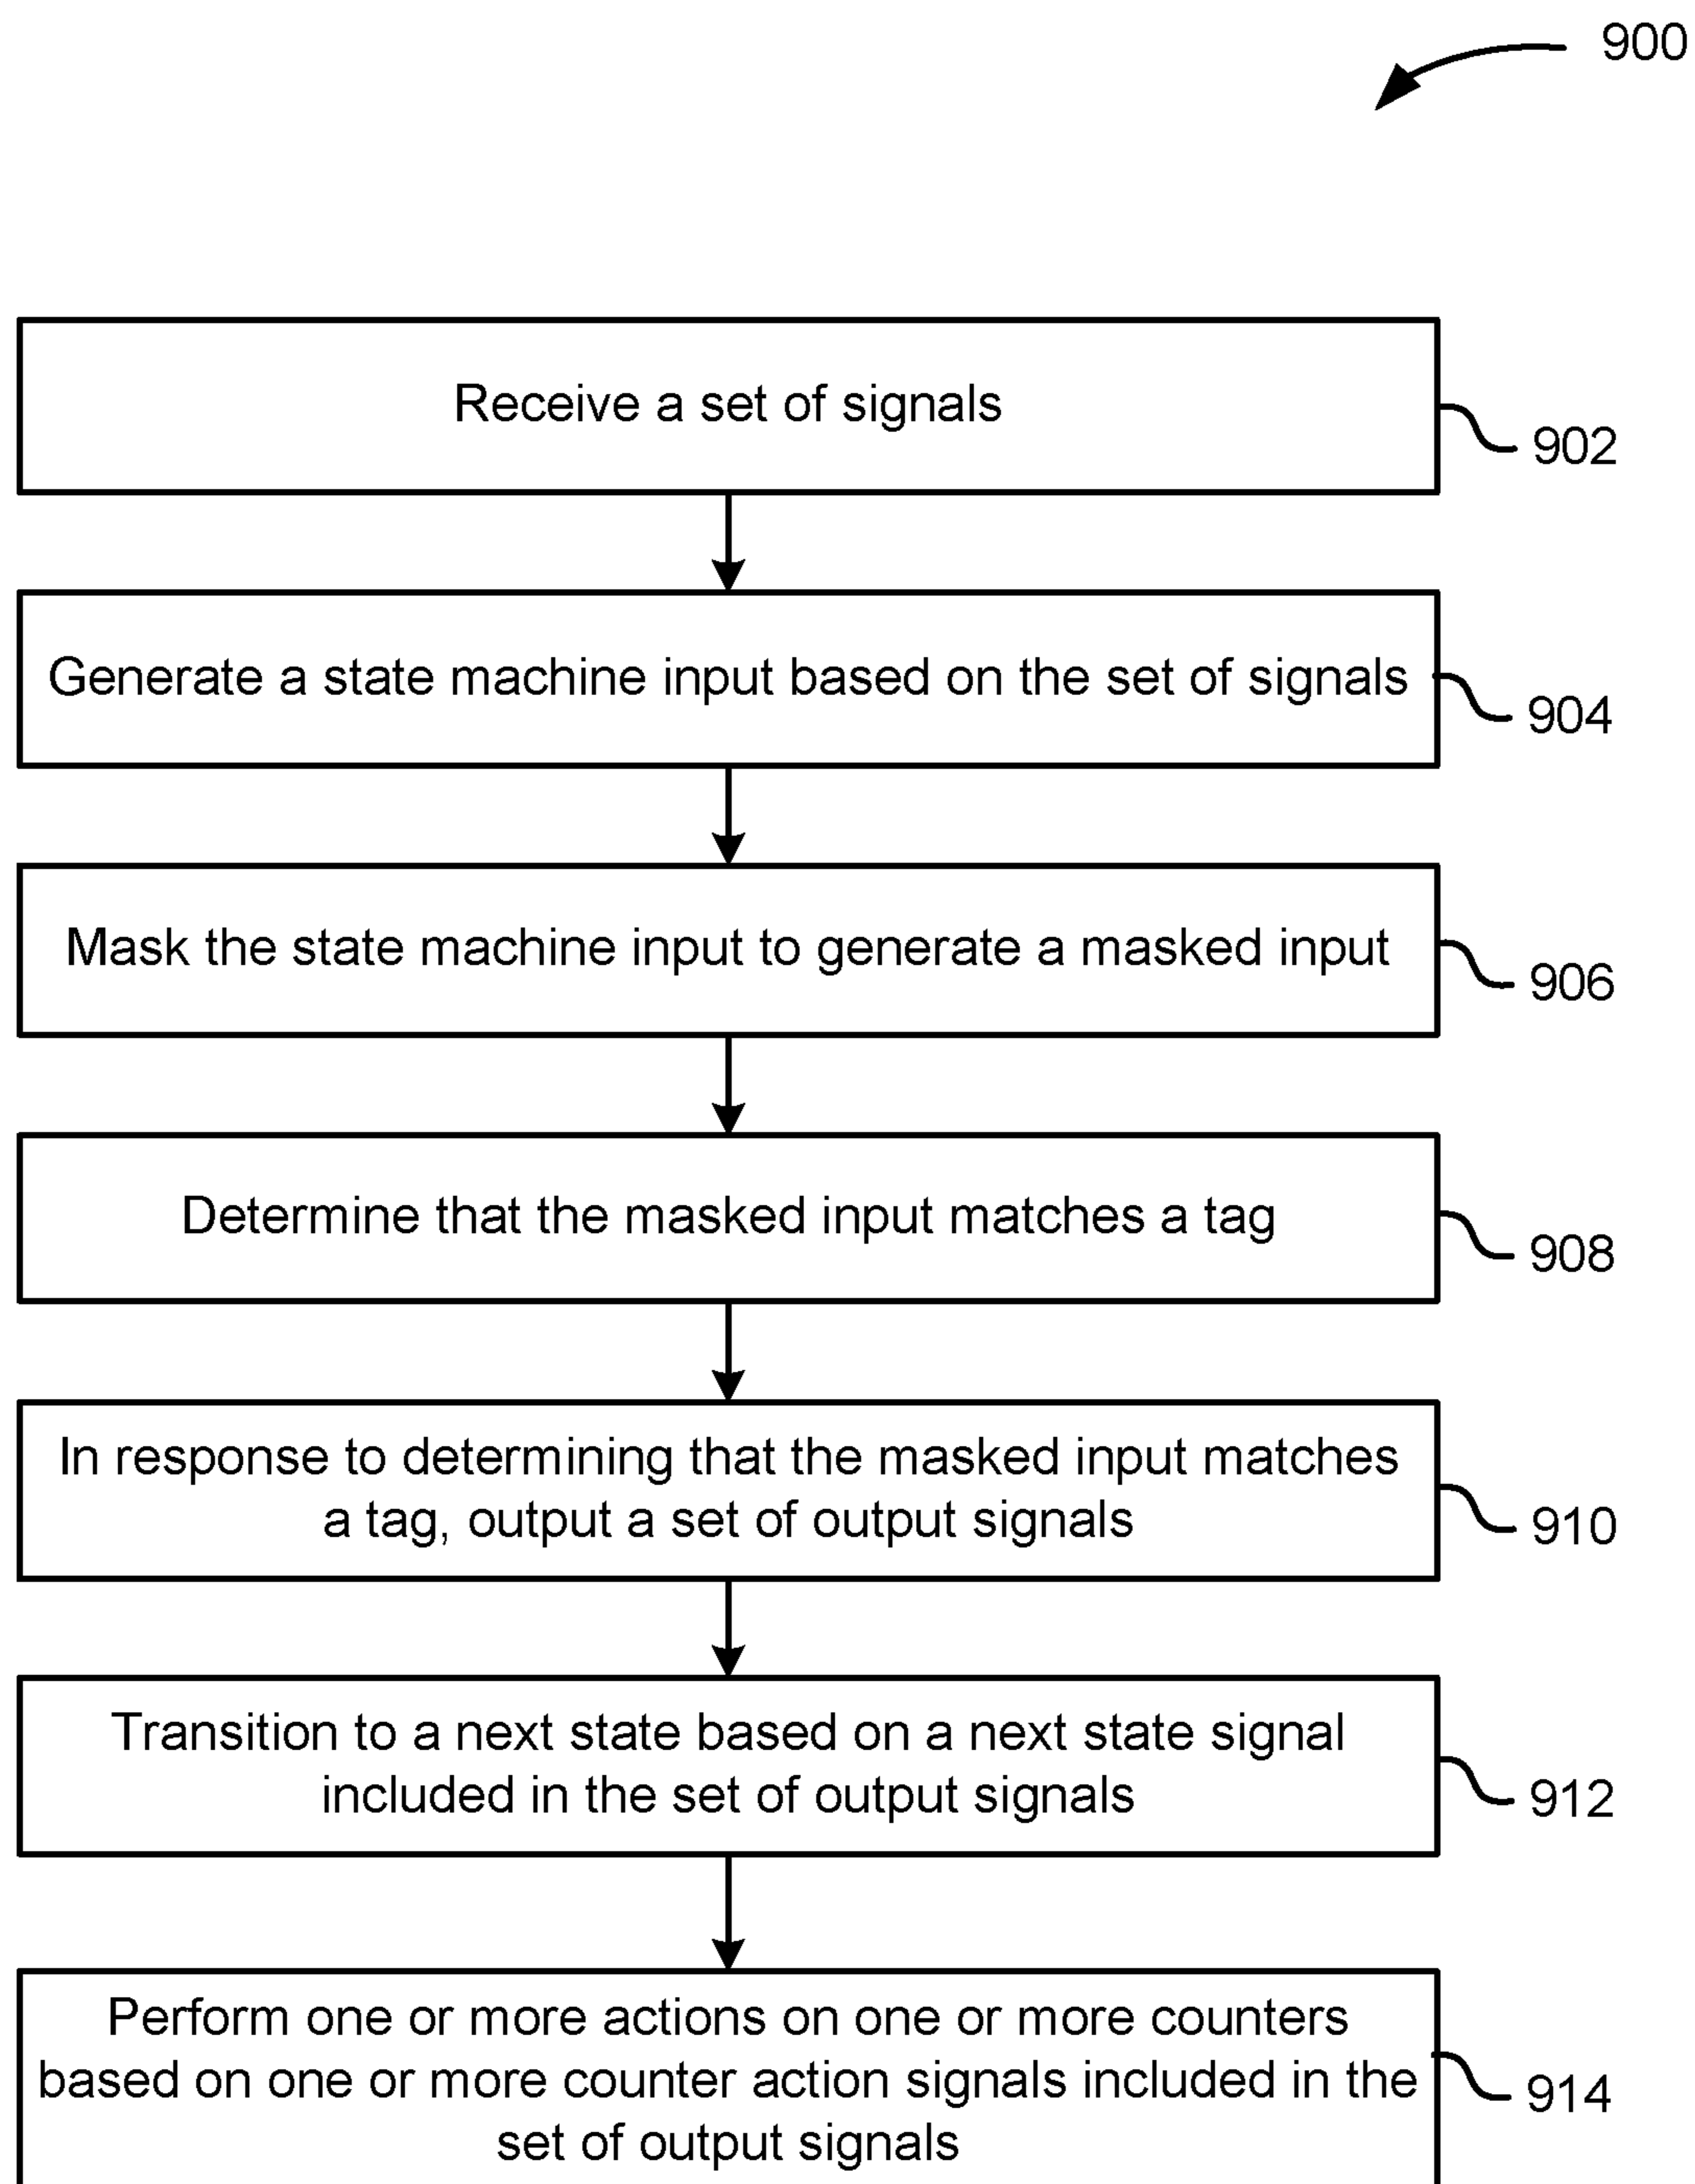 900
Receive a set of signals
902
Generate a state machine input based on the set of signals
904
Mask the state machine input to generate a masked input
906
Determine that the masked input matches a tag
908
In response to determining that the masked input matches
a tag, output a set of output signals
910
Transition to a next state based on a next state signal
included in the set of output signals
912
Perform one or more actions on one or more counters
based on one or more counter action signals included in the
set of output signals
914